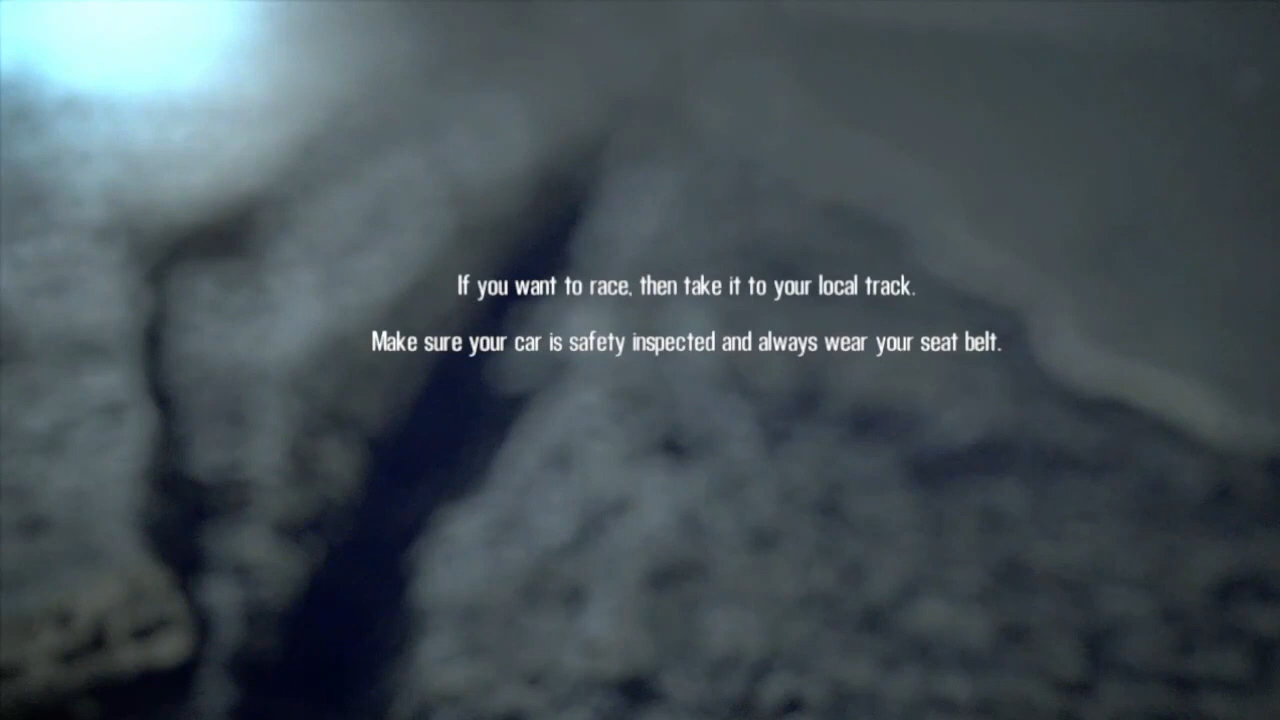 If you want to race, then take it to your local track.
Make sure your car is safety inspected and always wear your seat belt.